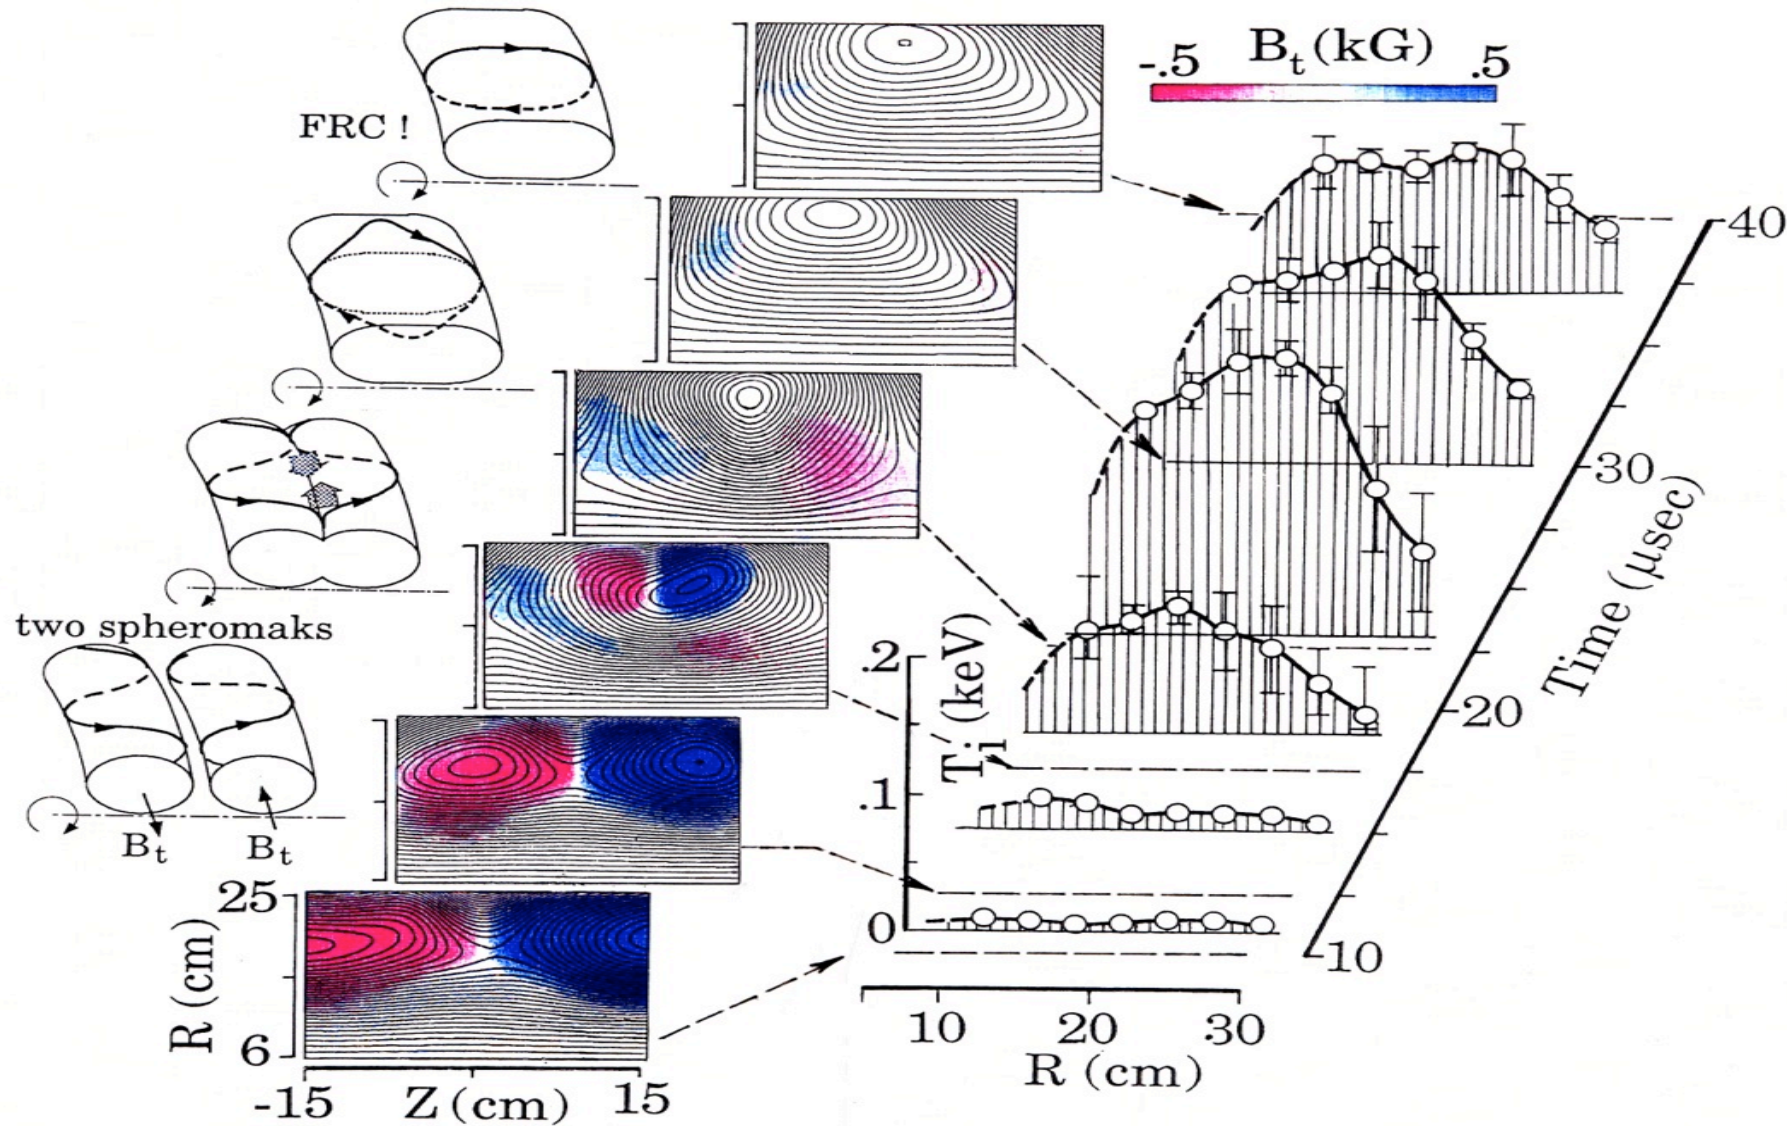 -.5 Bt (kG) .5
FRC !
40
30
Time (μsec)
20
10
two spheromaks
Bt Bt
.2
.1
0
Ti (keV)
10 20 30
R (cm)
25
R (cm)
6
-15 Z (cm) 15